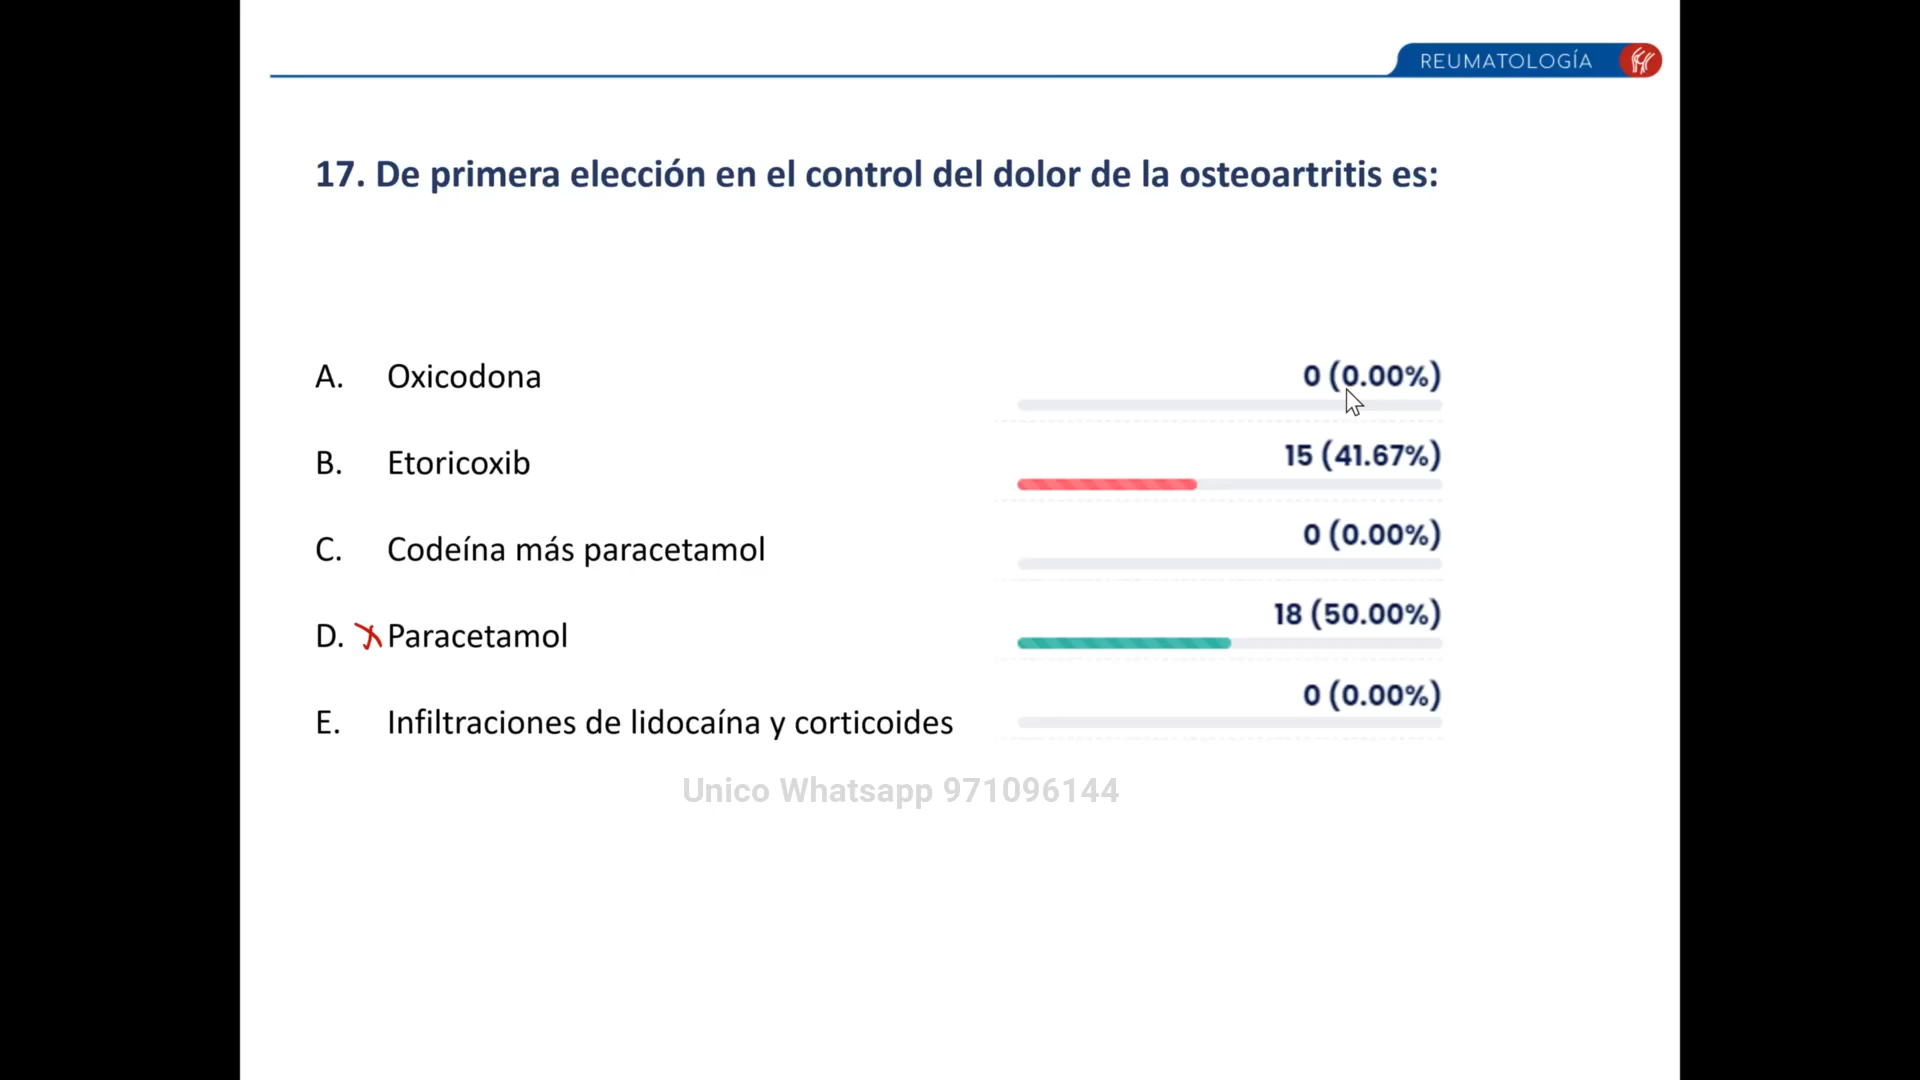 REUMATOLOGÍA
17. De primera elección en el control del dolor de la osteoartritis es:
A. Oxicodona 0 (0.00%)
B. Etoricoxib 15 (41.67%)
C. Codeína más paracetamol 0 (0.00%)
D. x Paracetamol 18 (50.00%)
E. Infiltraciones de lidocaína y corticoides 0 (0.00%)
Unico Whatsapp 971096144